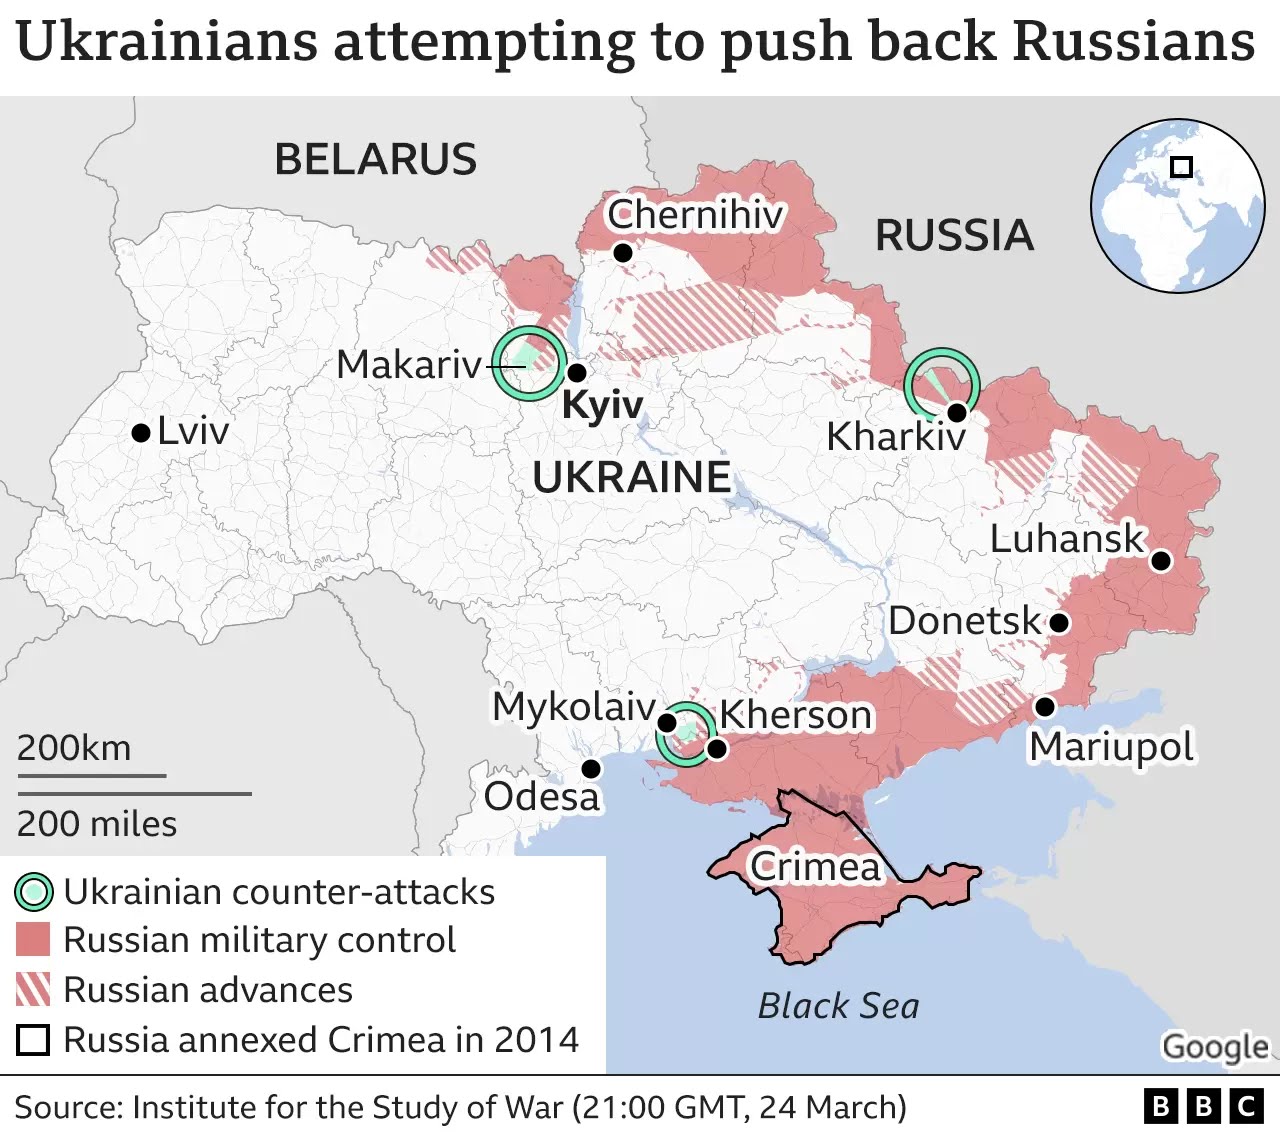 Ukrainians attempting to push back Russians
BELARUS
RUSSIA
Chernihiv
Makariv
Kyiv
Lviv
Kharkiv
UKRAINE
Luhansk
Donetsk
Mykolaiv
Kherson
Mariupol
Odesa
200km
200 miles
Crimea
Black Sea
Ukrainian counter-attacks
Russian military control
Russian advances
Russia annexed Crimea in 2014
Google
Source: Institute for the Study of War (21:00 GMT, 24 March)
BBC